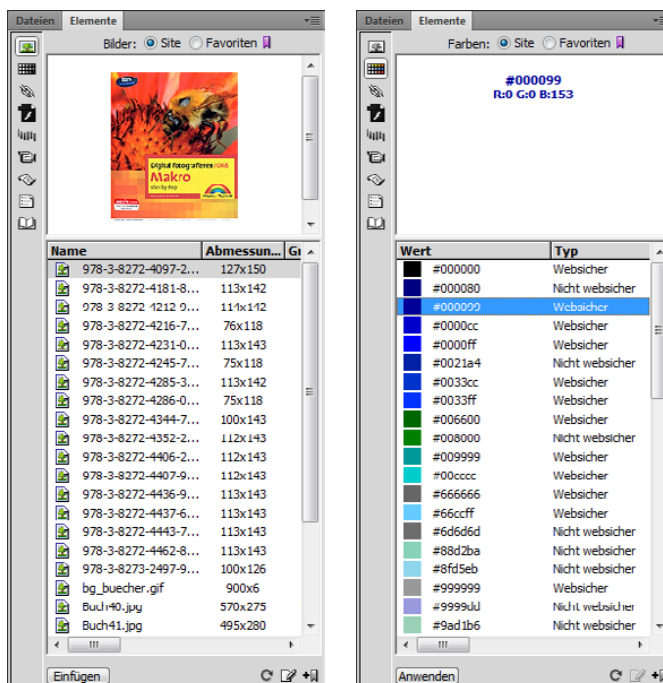 Dateien Elemente
Bilder: Site Favoriten
Digital fotografieren
Makro
Name Abmessun... Gr
978-3-8272-4097-2... 127x150
978-3-8272-4181-8... 113x142
978-3-8272-4212-9... 114x142
978-3-8272-4216-7... 76x118
978-3-8272-4231-0... 113x143
978-3-8272-4245-7... 75x118
978-3-8272-4285-3... 113x142
978-3-8272-4286-0... 75x118
978-3-8272-4344-7... 100x143
978-3-8272-4352-2... 112x143
978-3-8272-4406-2... 112x143
978-3-8272-4407-9... 112x143
978-3-8272-4436-9... 113x143
978-3-8272-4437-6... 113x143
978-3-8272-4443-7... 113x143
978-3-8272-4462-8... 113x143
978-3-8273-2497-9... 100x126
bg_buecher.gif 900x6
Buch40.jpg 570x275
Buch41.jpg 495x280
Einfügen
Dateien Elemente
Farben: Site Favoriten
#000099
R:0 G:0 B:153
Wert Typ
#000000 Websicher
#000080 Nicht websicher
#000099 Websicher
#0000cc Websicher
#0000ff Websicher
#0021a4 Nicht websicher
#0033cc Websicher
#0033ff Websicher
#006600 Websicher
#008000 Nicht websicher
#009999 Websicher
#00cccc Websicher
#666666 Websicher
#66ccff Websicher
#6d6d6d Nicht websicher
#88d2ba Nicht websicher
#8fd5eb Nicht websicher
#999999 Websicher
#9999dd Nicht websicher
#9ad1b6 Nicht websicher
Anwenden